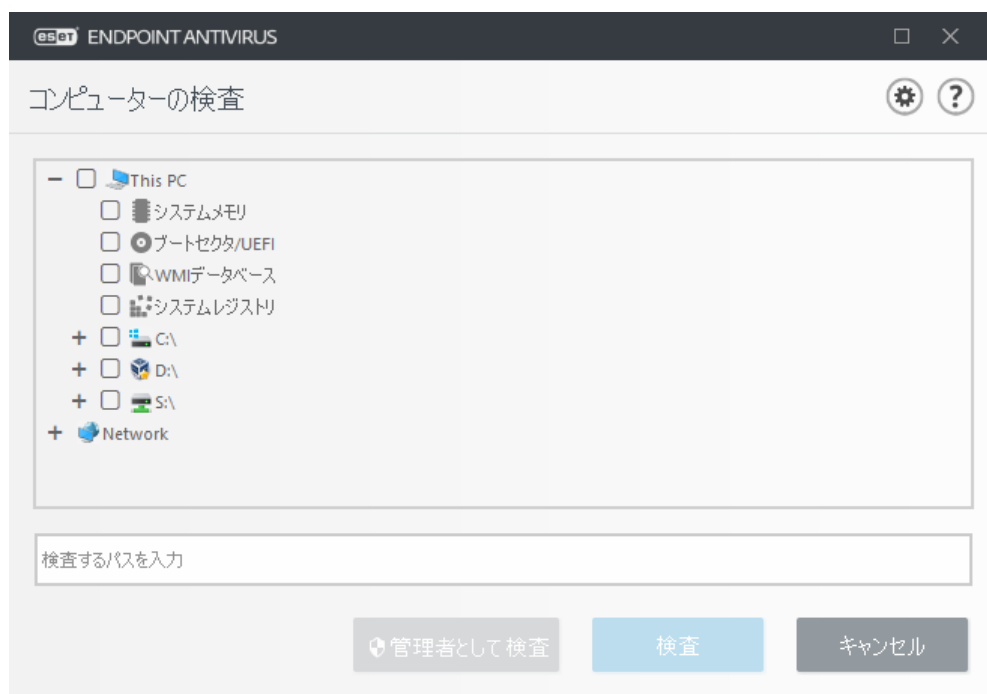 eset ENDPOINT ANTIVIRUS
コンピューターの検査
This PC
システムメモリ
ブートセクタ/UEFI
WMIデータベース
システムレジストリ
C:\
D:\
S:\
Network
検査するパスを入力
管理者として検査 検査 キャンセル